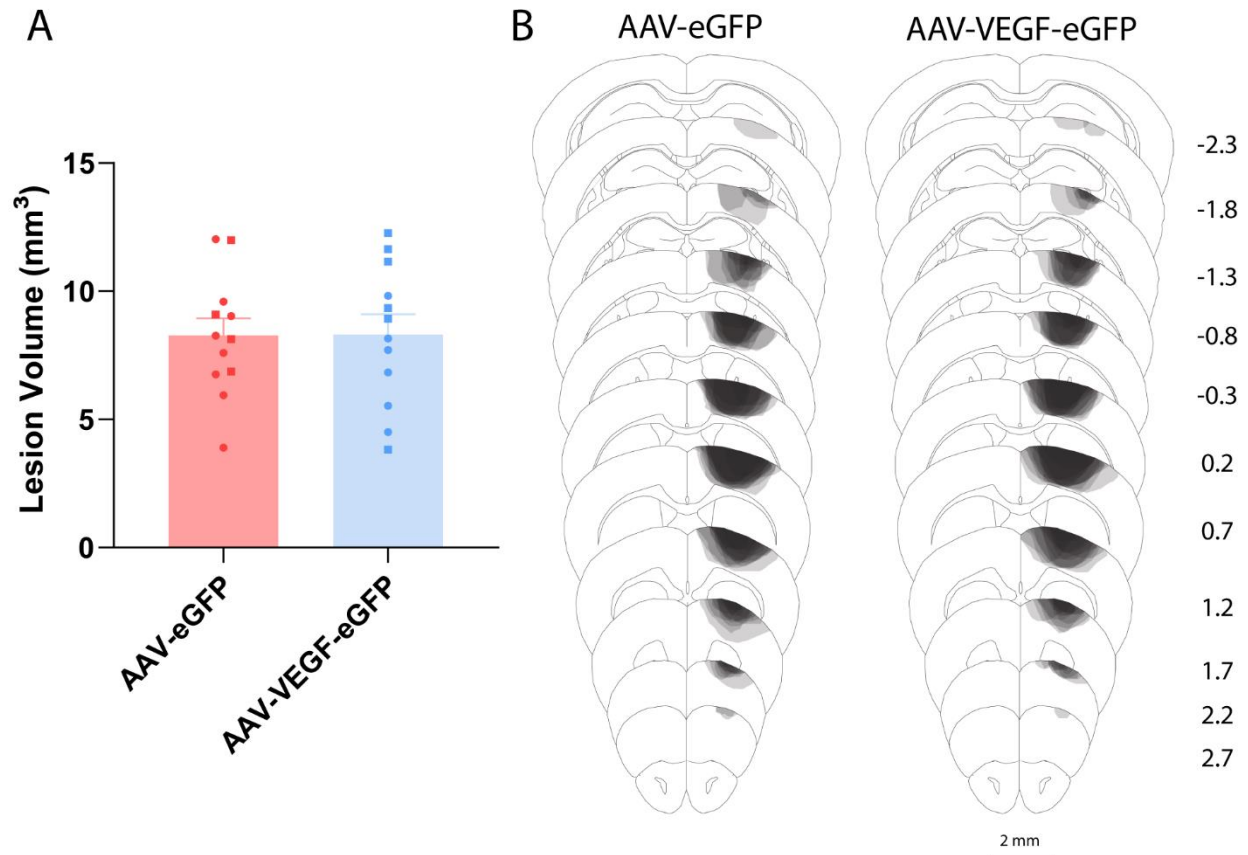 A
B
AAV-eGFP
AAV-VEGF-eGFP
Lesion Volume (mm³)
15
10
5
0
AAV-eGFP
AAV-VEGF-eGFP
-2.3
-1.8
-1.3
-0.8
-0.3
0.2
0.7
1.2
1.7
2.2
2.7
2 mm